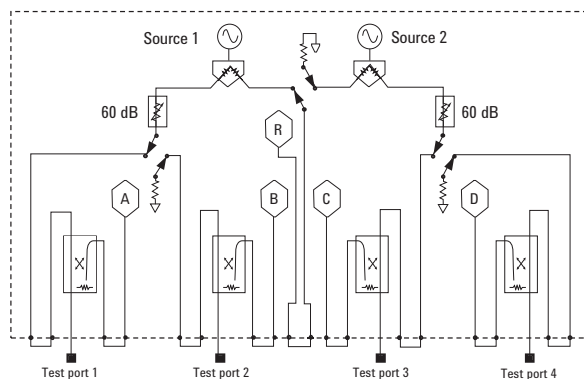 Source 1
Source 2
60 dB
60 dB
R
A
B
C
D
Test port 1
Test port 2
Test port 3
Test port 4